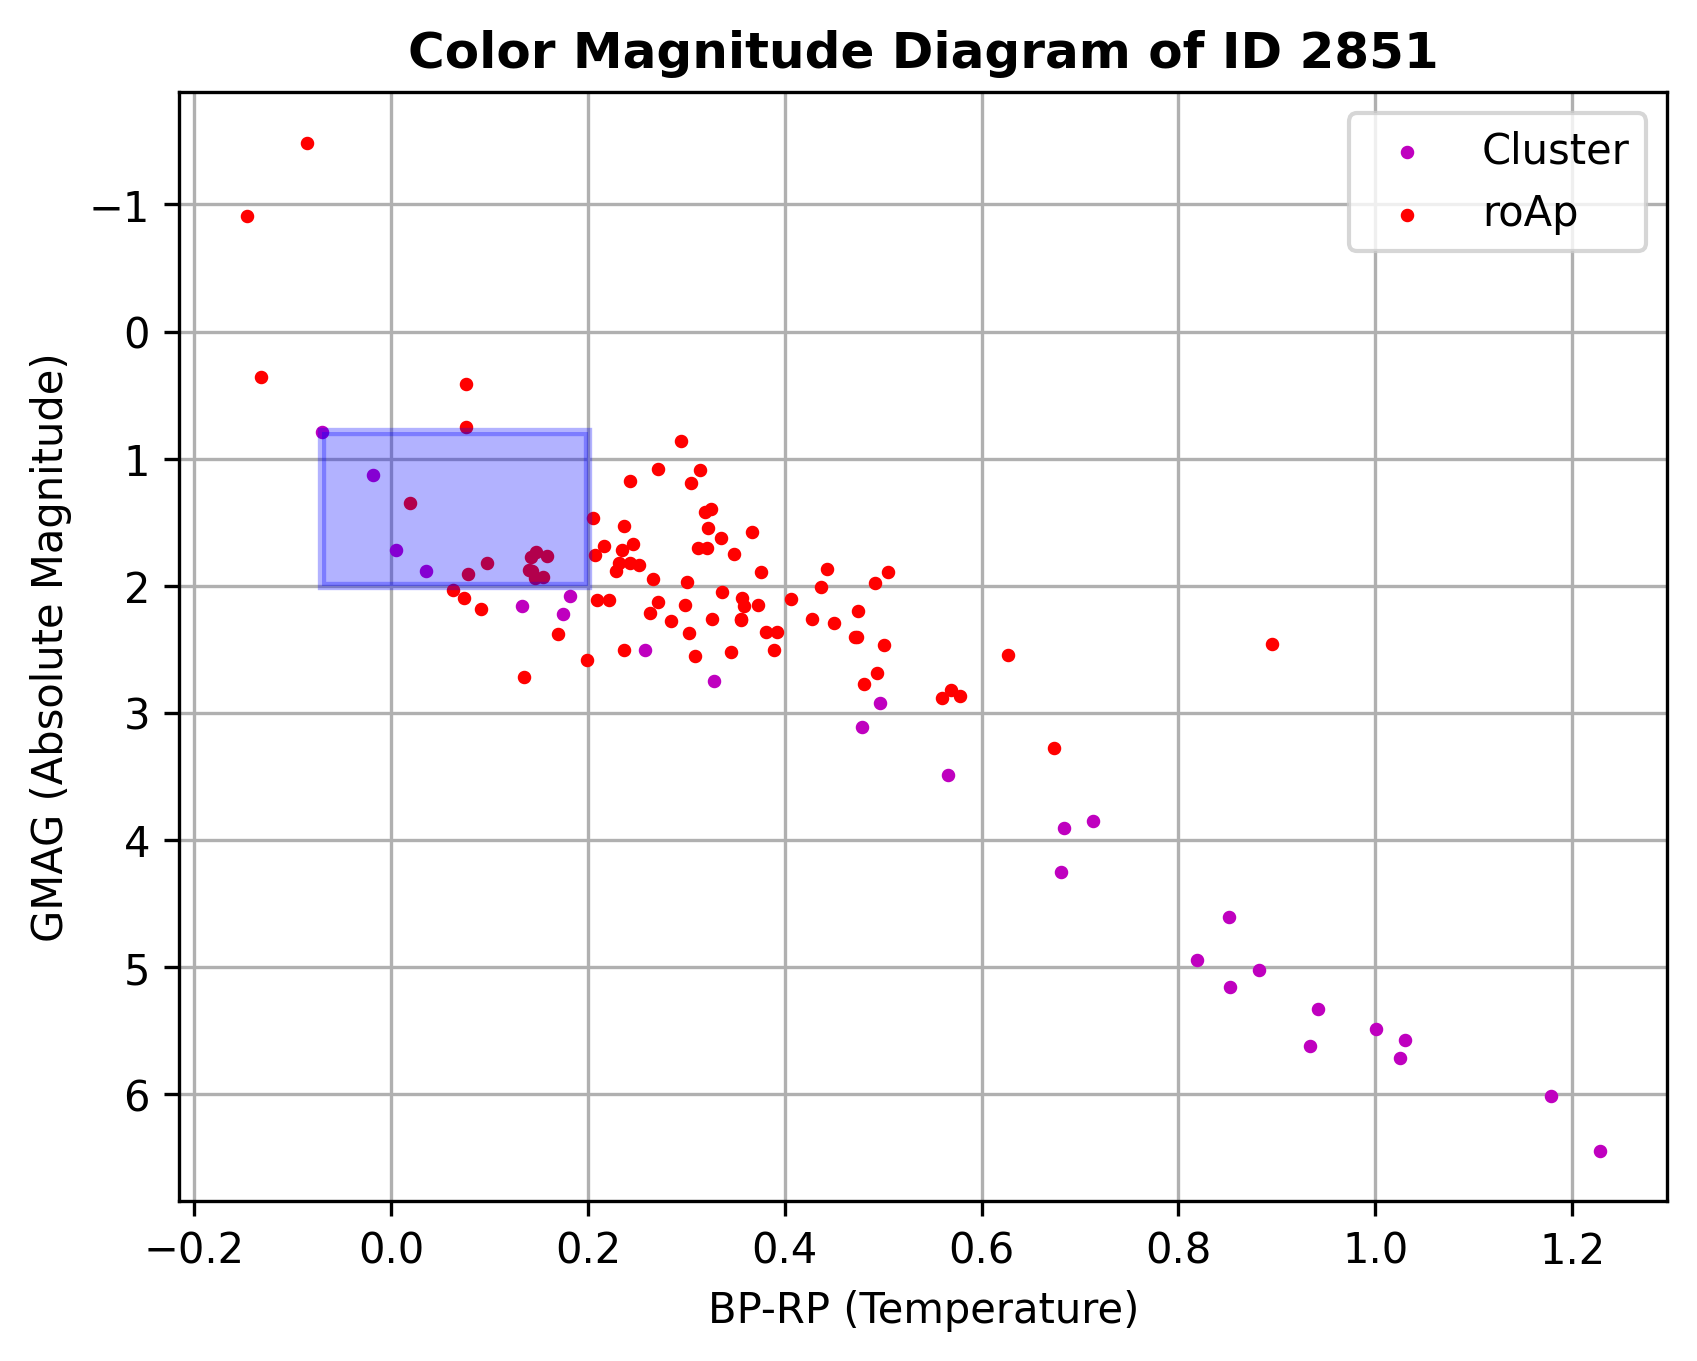 Color Magnitude Diagram of ID 2851
Cluster
roAp
−1
0
1
2
3
4
5
6
GMAG (Absolute Magnitude)
−0.2 0.0 0.2 0.4 0.6 0.8 1.0 1.2
BP-RP (Temperature)